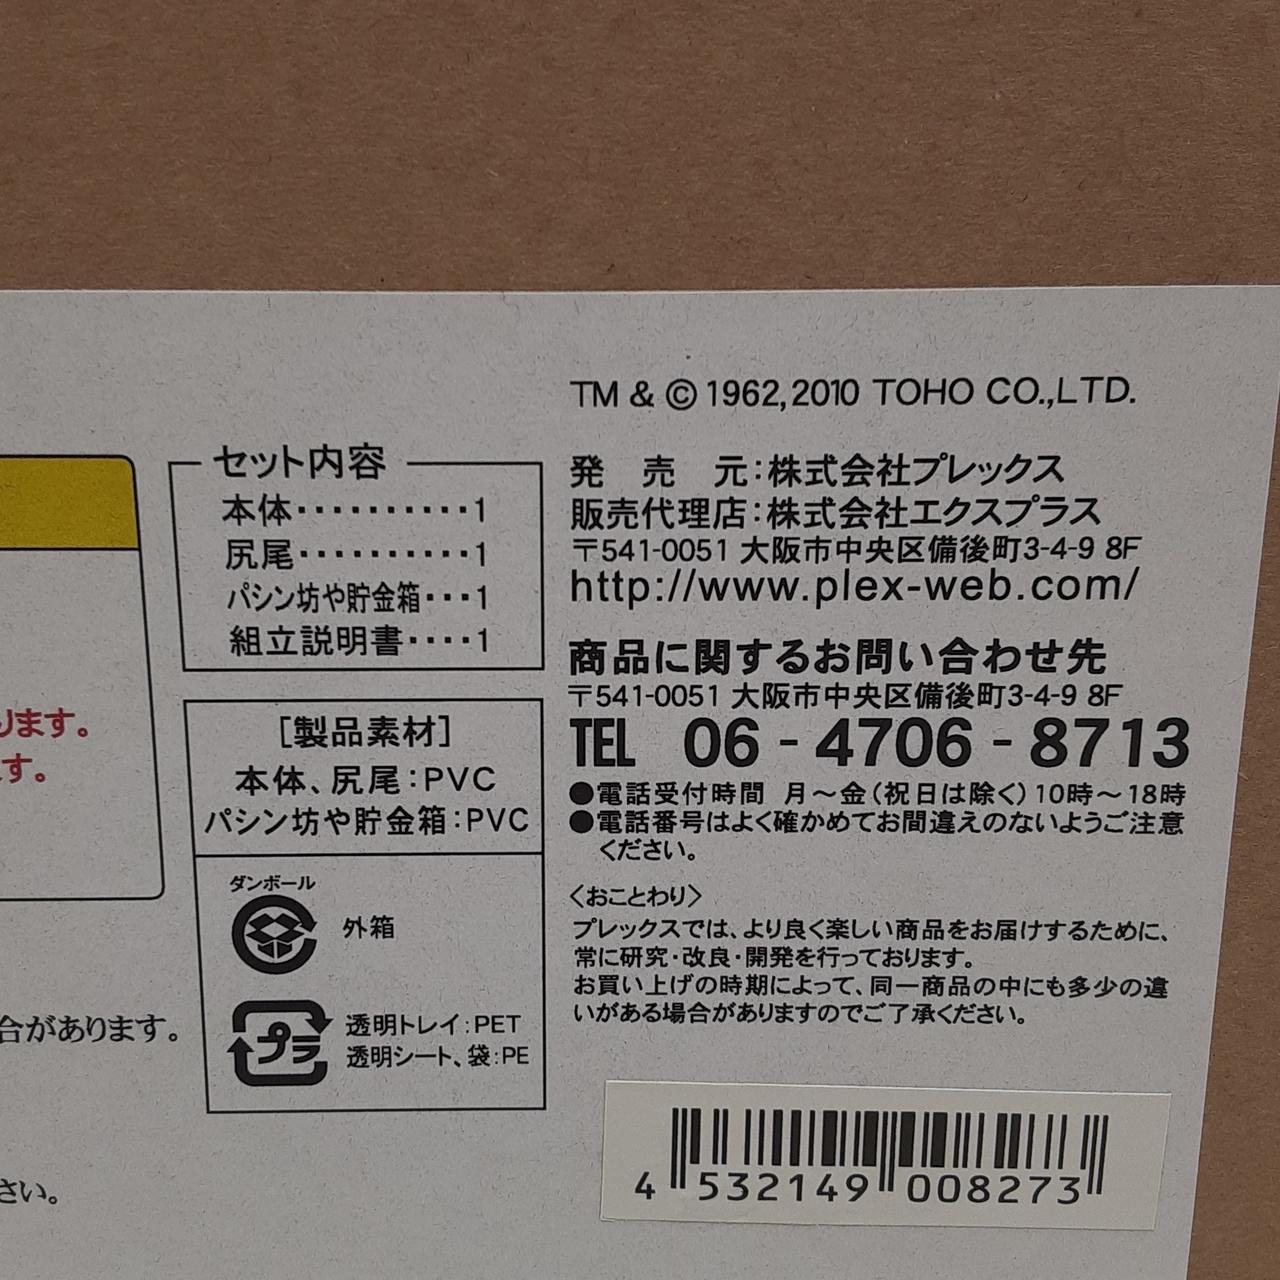 TM & © 1962,2010 TOHO CO.,LTD.
発 売 元:株式会社プレックス
販売代理店:株式会社エクスプラス
〒541-0051 大阪市中央区備後町3-4-9 8F
http://www.plex-web.com/
商品に関するお問い合わせ先
〒541-0051 大阪市中央区備後町3-4-9 8F
TEL 06-4706-8713
●電話受付時間 月〜金(祝日は除く)10時〜18時
●電話番号はよく確かめてお間違えのないようご注意
ください。
〈おことわり〉
プレックスでは、より良く楽しい商品をお届けするために、
常に研究・改良・開発を行っております。
お買い上げの時期によって、同一商品の中にも多少の違
いがある場合がありますのでご了承ください。
4 532149 008273
セット内容
本体··········1
尻尾··········1
パシン坊や貯金箱···1
組立説明書····1
[製品素材]
本体、尻尾:PVC
パシン坊や貯金箱:PVC
ダンボール
外箱
プラ
透明トレイ:PET
透明シート、袋:PE
ります。
ます。
合があります。
さい。